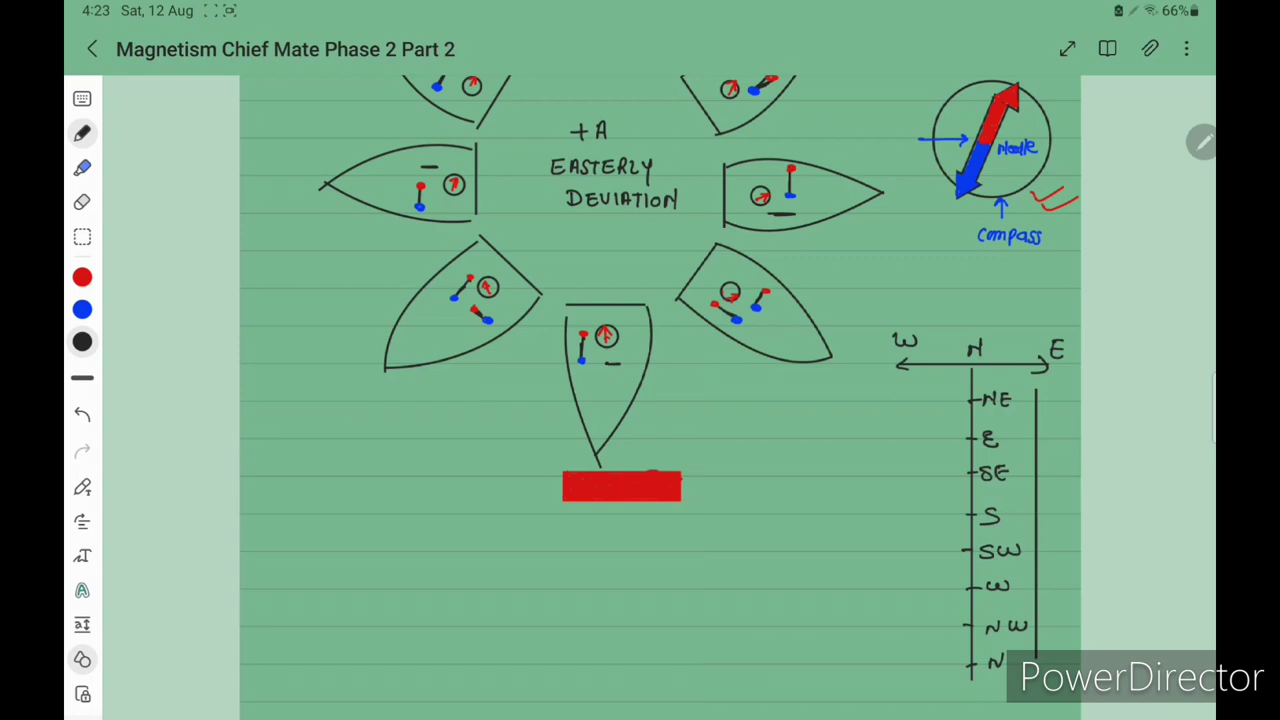 4:23 Sat, 12 Aug
66%
Magnetism Chief Mate Phase 2 Part 2
+A
EASTERLY
DEVIATION
Needle
Compass
W N E
NE
E
SE
S
SW
W
NW
N
PowerDirector